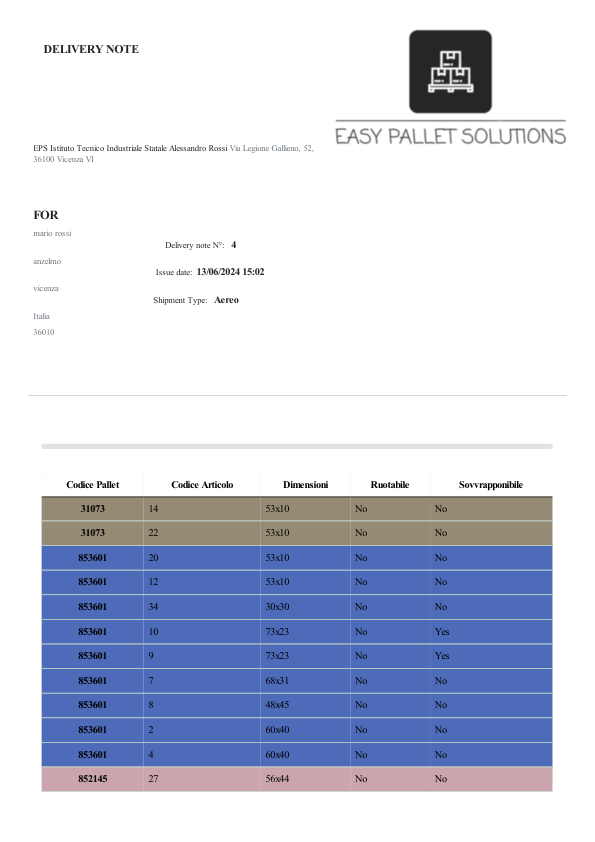 DELIVERY NOTE
EASY PALLET SOLUTIONS
EPS Istituto Tecnico Industriale Statale Alessandro Rossi Via Legione Gallieno, 52,
36100 Vicenza VI
FOR
mario rossi
Delivery note N°: 4
anzelmo
Issue date: 13/06/2024 15:02
vicenza
Shipment Type: Aereo
Italia
36010
Codice Pallet Codice Articolo Dimensioni Ruotabile Sovvrapponibile
31073 14 53x10 No No
31073 22 53x10 No No
853601 20 53x10 No No
853601 12 53x10 No No
853601 34 30x30 No No
853601 10 73x23 No Yes
853601 9 73x23 No Yes
853601 7 68x31 No No
853601 8 48x45 No No
853601 2 60x40 No No
853601 4 60x40 No No
852145 27 56x44 No No